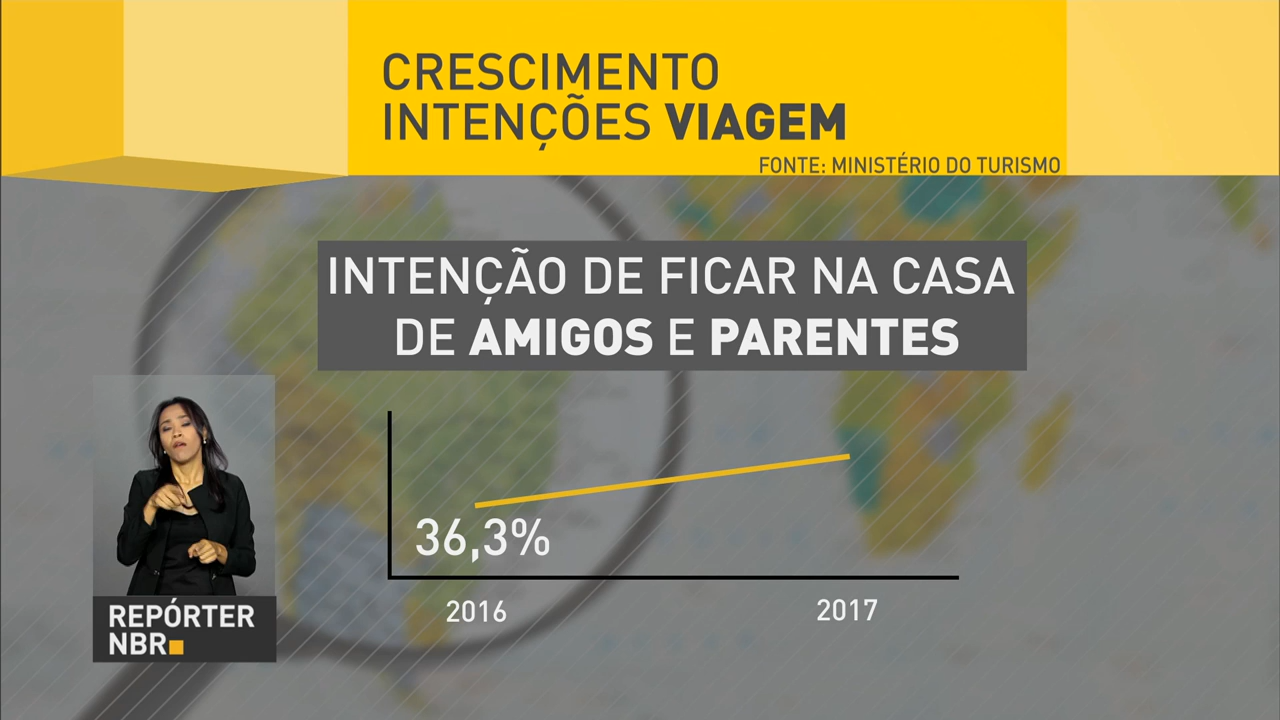 CRESCIMENTO
INTENÇÕES VIAGEM
FONTE: MINISTÉRIO DO TURISMO
INTENÇÃO DE FICAR NA CASA
DE AMIGOS E PARENTES
36,3%
2016
2017
REPÓRTER
NBR